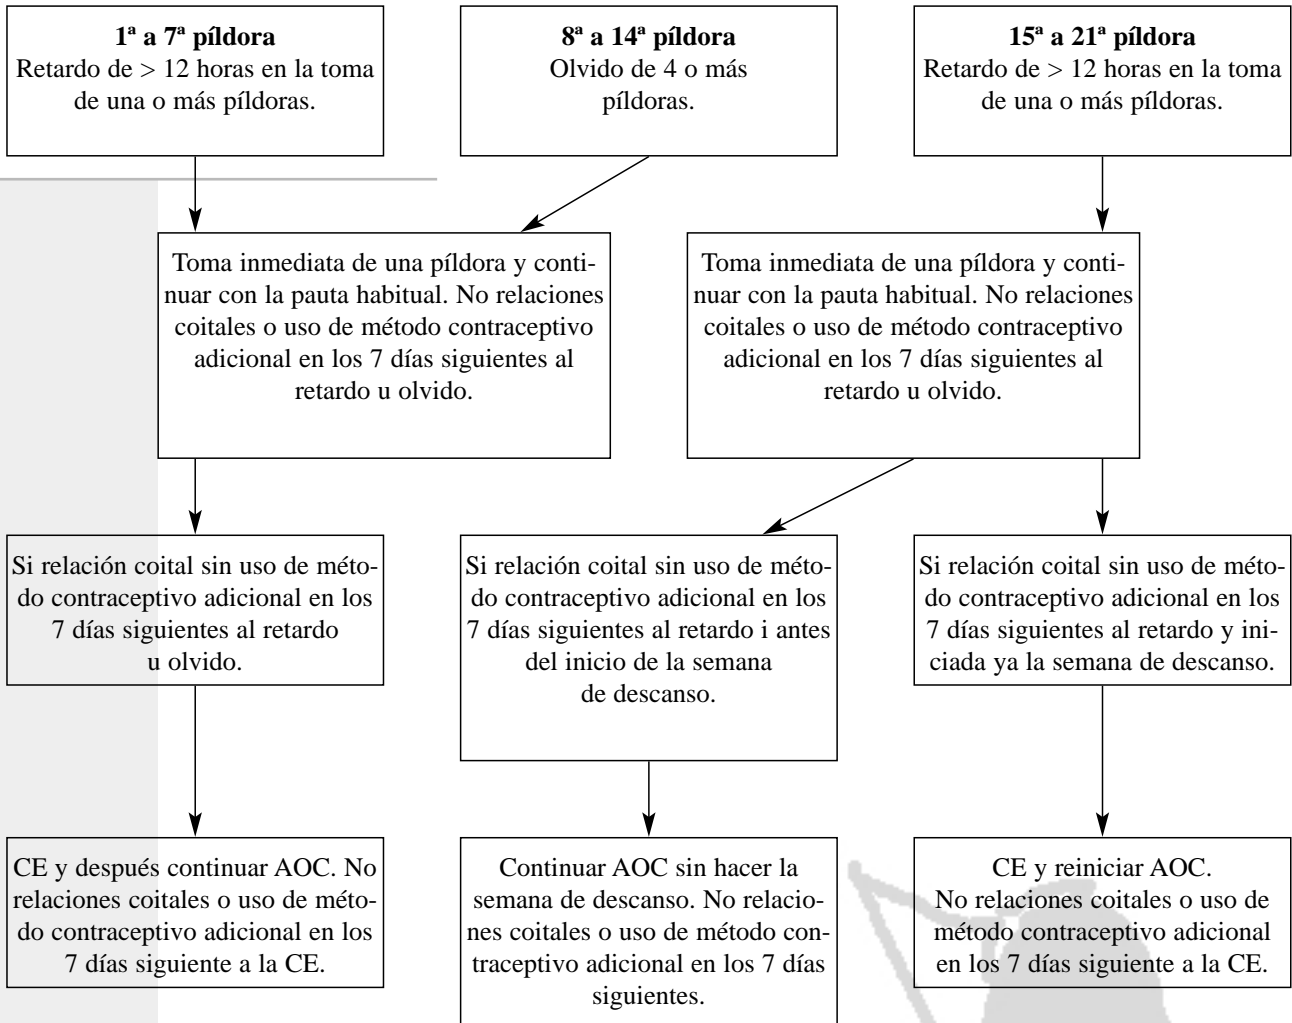 1ª a 7ª píldora
Retardo de > 12 horas en la toma
de una o más píldoras.
8ª a 14ª píldora
Olvido de 4 o más
píldoras.
15ª a 21ª píldora
Retardo de > 12 horas en la toma
de una o más píldoras.
Toma inmediata de una píldora y conti-
nuar con la pauta habitual. No relaciones
coitales o uso de método contraceptivo
adicional en los 7 días siguientes al
retardo u olvido.
Toma inmediata de una píldora y conti-
nuar con la pauta habitual. No relaciones
coitales o uso de método contraceptivo
adicional en los 7 días siguientes al
retardo u olvido.
Si relación coital sin uso de méto-
do contraceptivo adicional en los
7 días siguientes al retardo
u olvido.
Si relación coital sin uso de méto-
do contraceptivo adicional en los
7 días siguientes al retardo i antes
del inicio de la semana
de descanso.
Si relación coital sin uso de méto-
do contraceptivo adicional en los
7 días siguientes al retardo y ini-
ciada ya la semana de descanso.
CE y después continuar AOC. No
relaciones coitales o uso de méto-
do contraceptivo adicional en los
7 días siguiente a la CE.
Continuar AOC sin hacer la
semana de descanso. No relacio-
nes coitales o uso de método con-
traceptivo adicional en los 7 días
siguientes.
CE y reiniciar AOC.
No relaciones coitales o uso de
método contraceptivo adicional
en los 7 días siguiente a la CE.